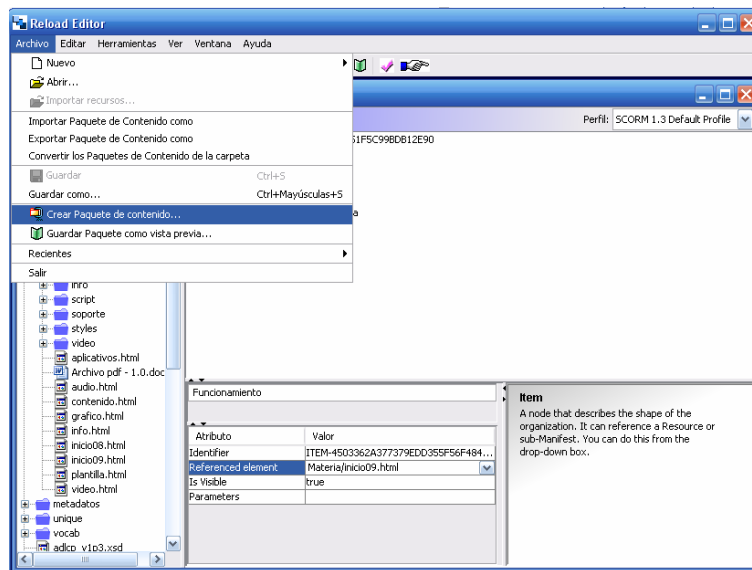 Reload Editor
Archivo Editar Herramientas Ver Ventana Ayuda
Nuevo
Abrir...
Importar recursos...
Importar Paquete de Contenido como
Exportar Paquete de Contenido como
Convertir los Paquetes de Contenido de la carpeta
Guardar Ctrl+S
Guardar como... Ctrl+Mayúsculas+S
Crear Paquete de contenido...
Guardar Paquete como vista previa...
Recientes
Salir
Perfil: SCORM 1.3 Default Profile
51F5C99BDB12E90
a
script
soporte
styles
video
aplicativos.html
Archivo pdf - 1.0.doc
audio.html
contenido.html
grafico.html
info.html
inicio08.html
inicio09.html
plantilla.html
video.html
metadatos
unique
vocab
adlcp_v1p3.xsd
Funcionamiento
Atributo Valor
Identifier ITEM-4503362A377379EDD355F56F484...
Referenced element Materia/inicio09.html
Is Visible true
Parameters
Item
A node that describes the shape of the
organization. It can reference a Resource or
sub-Manifest. You can do this from the
drop-down box.